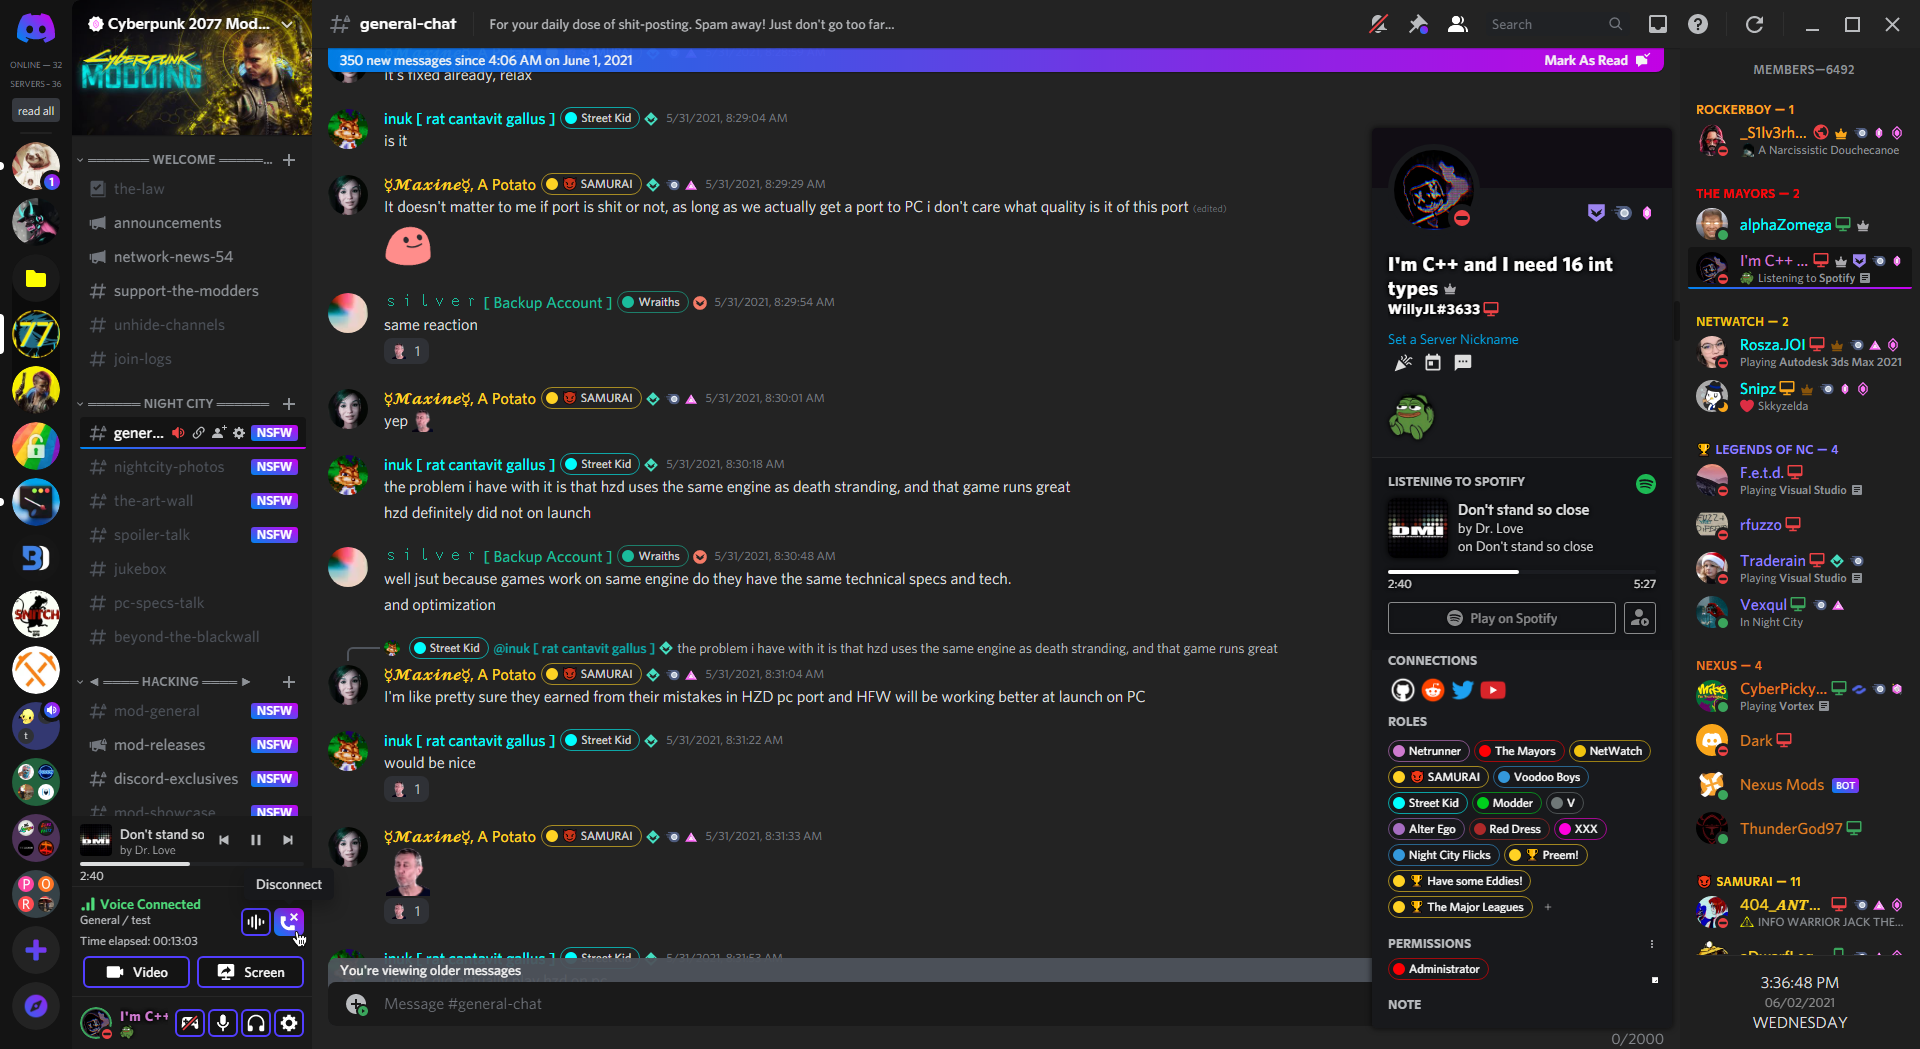 ONLINE — 32
SERVERS - 36
read all
1
77
SNITCH
t
P O
R
Cyberpunk 2077 Mod...
CYBERPUNK
MODDING
WELCOME
the-law
announcements
network-news-54
support-the-modders
unhide-channels
join-logs
NIGHT CITY
gener... NSFW
nightcity-photos NSFW
the-art-wall NSFW
spoiler-talk NSFW
jukebox
pc-specs-talk
beyond-the-blackwall
HACKING
mod-general NSFW
mod-releases NSFW
discord-exclusives NSFW
mod-showcase NSFW
DMI
Don't stand so
by Dr. Love
2:40
Disconnect
Voice Connected
General / test
Time elapsed: 00:13:03
Video
Screen
I'm C++
general-chat
For your daily dose of shit-posting. Spam away! Just don't go too far...
Search
350 new messages since 4:06 AM on June 1, 2021
Mark As Read
it's fixed already, relax
inuk [ rat cantavit gallus ] Street Kid 5/31/2021, 8:29:04 AM
is it
☿𝑴𝒂𝒙𝒊𝒏𝒆☿, A Potato SAMURAI 5/31/2021, 8:29:29 AM
It doesn't matter to me if port is shit or not, as long as we actually get a port to PC i don't care what quality is it of this port (edited)
s i l v e r [ Backup Account ] Wraiths 5/31/2021, 8:29:54 AM
same reaction
1
☿𝑴𝒂𝒙𝒊𝒏𝒆☿, A Potato SAMURAI 5/31/2021, 8:30:01 AM
yep
inuk [ rat cantavit gallus ] Street Kid 5/31/2021, 8:30:18 AM
the problem i have with it is that hzd uses the same engine as death stranding, and that game runs great
hzd definitely did not on launch
s i l v e r [ Backup Account ] Wraiths 5/31/2021, 8:30:48 AM
well jsut because games work on same engine do they have the same technical specs and tech.
and optimization
Street Kid @inuk [ rat cantavit gallus ] the problem i have with it is that hzd uses the same engine as death stranding, and that game runs great
☿𝑴𝒂𝒙𝒊𝒏𝒆☿, A Potato SAMURAI 5/31/2021, 8:31:04 AM
I'm like pretty sure they earned from their mistakes in HZD pc port and HFW will be working better at launch on PC
inuk [ rat cantavit gallus ] Street Kid 5/31/2021, 8:31:22 AM
would be nice
1
☿𝑴𝒂𝒙𝒊𝒏𝒆☿, A Potato SAMURAI 5/31/2021, 8:31:33 AM
1
inuk [ rat cantavit gallus ] Street Kid 5/31/2021, 8:31:53 AM
You're viewing older messages
Message #general-chat
0/2000
I'm C++ and I need 16 int
types
WillyJL#3633
Set a Server Nickname
LISTENING TO SPOTIFY
DMI
Don't stand so close
by Dr. Love
on Don't stand so close
2:40 5:27
Play on Spotify
CONNECTIONS
ROLES
Netrunner The Mayors NetWatch
SAMURAI Voodoo Boys
Street Kid Modder V
Alter Ego Red Dress XXX
Night City Flicks Preem!
Have some Eddies!
The Major Leagues +
PERMISSIONS
Administrator
NOTE
MEMBERS—6492
ROCKERBOY — 1
_S1lv3rh...
A Narcissistic Douchecanoe
THE MAYORS — 2
alphaZomega
I'm C++ ...
Listening to Spotify
NETWATCH — 2
Rosza.JOI
Playing Autodesk 3ds Max 2021
Snipz
Skkyzelda
LEGENDS OF NC — 4
F.e.t.d.
Playing Visual Studio
rfuzzo
Traderain
Playing Visual Studio
Vexqul
In Night City
NEXUS — 4
CyberPicky...
Playing Vortex
Dark
Nexus Mods BOT
ThunderGod97
SAMURAI — 11
404_𝑨𝑵𝑻...
INFO WARRIOR JACK THE...
3:36:48 PM
06/02/2021
WEDNESDAY